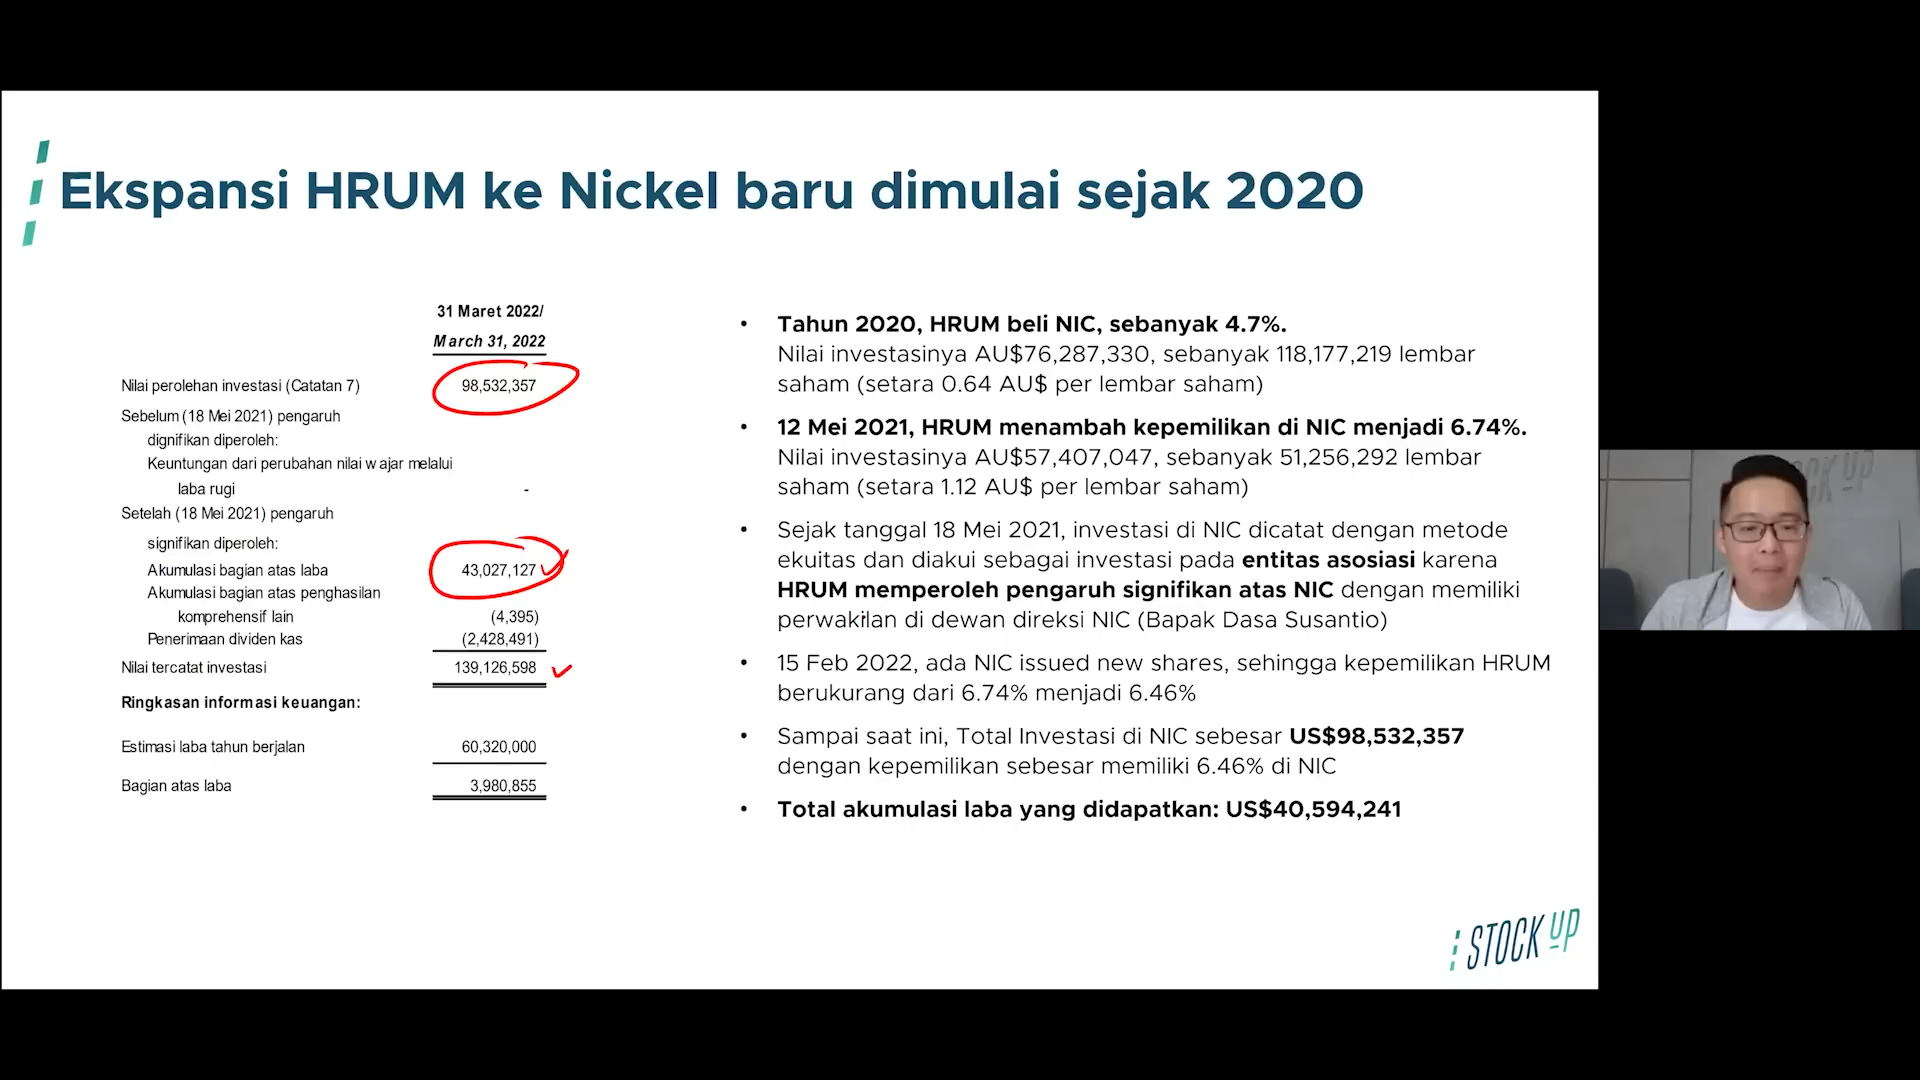 Ekspansi HRUM ke Nickel baru dimulai sejak 2020
31 Maret 2022/
March 31, 2022
Nilai perolehan investasi (Catatan 7) 98,532,357
Sebelum (18 Mei 2021) pengaruh
dignifikan diperoleh:
Keuntungan dari perubahan nilai wajar melalui
laba rugi -
Setelah (18 Mei 2021) pengaruh
signifikan diperoleh:
Akumulasi bagian atas laba 43,027,127
Akumulasi bagian atas penghasilan
komprehensif lain (4,395)
Penerimaan dividen kas (2,428,491)
Nilai tercatat investasi 139,126,598
Ringkasan informasi keuangan:
Estimasi laba tahun berjalan 60,320,000
Bagian atas laba 3,980,855
• Tahun 2020, HRUM beli NIC, sebanyak 4.7%.
Nilai investasinya AU$76,287,330, sebanyak 118,177,219 lembar
saham (setara 0.64 AU$ per lembar saham)
• 12 Mei 2021, HRUM menambah kepemilikan di NIC menjadi 6.74%.
Nilai investasinya AU$57,407,047, sebanyak 51,256,292 lembar
saham (setara 1.12 AU$ per lembar saham)
• Sejak tanggal 18 Mei 2021, investasi di NIC dicatat dengan metode
ekuitas dan diakui sebagai investasi pada entitas asosiasi karena
HRUM memperoleh pengaruh signifikan atas NIC dengan memiliki
perwakilan di dewan direksi NIC (Bapak Dasa Susantio)
• 15 Feb 2022, ada NIC issued new shares, sehingga kepemilikan HRUM
berukurang dari 6.74% menjadi 6.46%
• Sampai saat ini, Total Investasi di NIC sebesar US$98,532,357
dengan kepemilikan sebesar memiliki 6.46% di NIC
• Total akumulasi laba yang didapatkan: US$40,594,241
STOCK UP